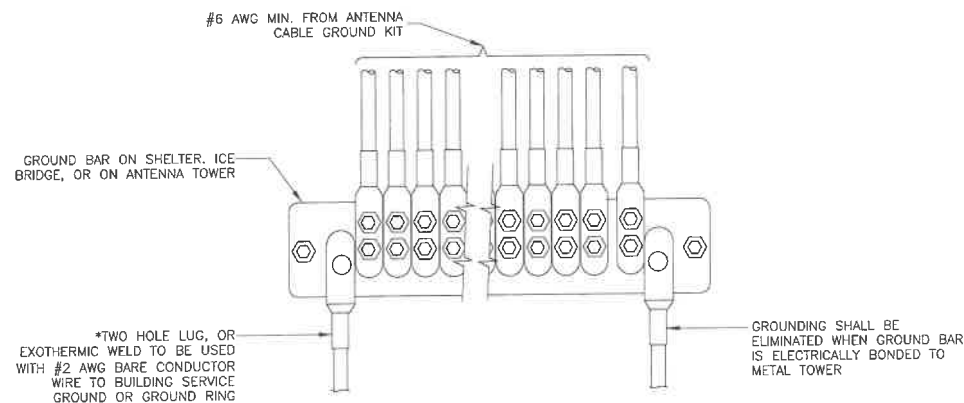 #6 AWG MIN. FROM ANTENNA
CABLE GROUND KIT
GROUND BAR ON SHELTER, ICE
BRIDGE, OR ON ANTENNA TOWER
*TWO HOLE LUG, OR
EXOTHERMIC WELD TO BE USED
WITH #2 AWG BARE CONDUCTOR
WIRE TO BUILDING SERVICE
GROUND OR GROUND RING
GROUNDING SHALL BE
ELIMINATED WHEN GROUND BAR
IS ELECTRICALLY BONDED TO
METAL TOWER